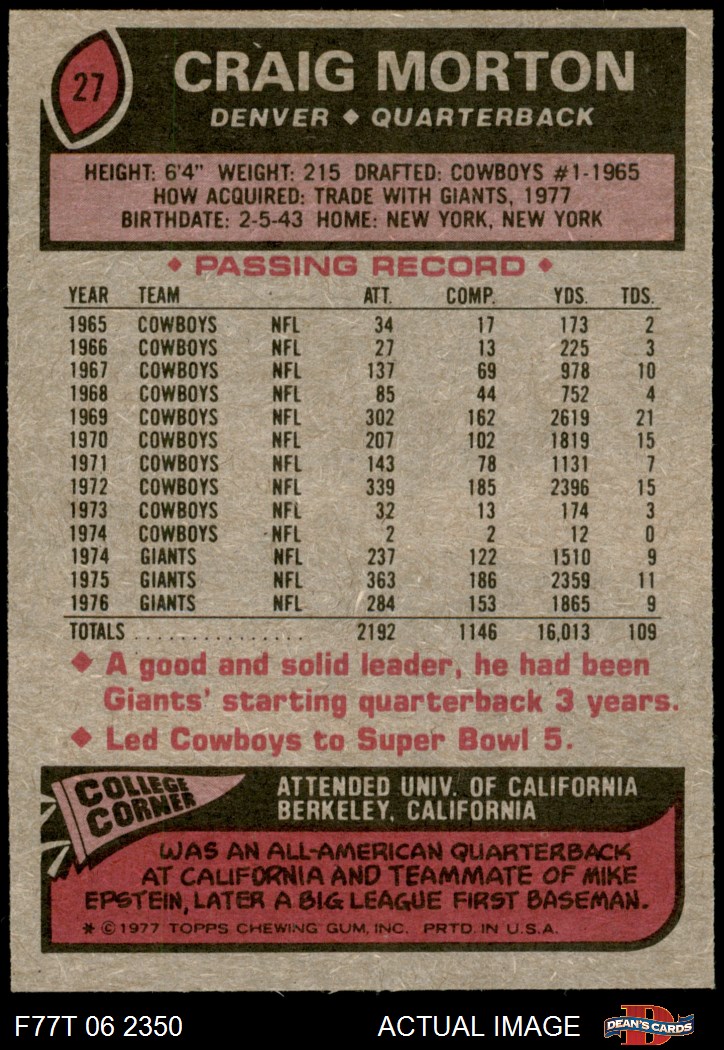 27
CRAIG MORTON
DENVER ◆ QUARTERBACK
HEIGHT: 6'4" WEIGHT: 215 DRAFTED: COWBOYS #1-1965
HOW ACQUIRED: TRADE WITH GIANTS, 1977
BIRTHDATE: 2-5-43 HOME: NEW YORK, NEW YORK
◆ PASSING RECORD ◆
YEAR TEAM ATT. COMP. YDS. TDS.
1965 COWBOYS NFL 34 17 173 2
1966 COWBOYS NFL 27 13 225 3
1967 COWBOYS NFL 137 69 978 10
1968 COWBOYS NFL 85 44 752 4
1969 COWBOYS NFL 302 162 2619 21
1970 COWBOYS NFL 207 102 1819 15
1971 COWBOYS NFL 143 78 1131 7
1972 COWBOYS NFL 339 185 2396 15
1973 COWBOYS NFL 32 13 174 3
1974 COWBOYS NFL 2 2 12 0
1974 GIANTS NFL 237 122 1510 9
1975 GIANTS NFL 363 186 2359 11
1976 GIANTS NFL 284 153 1865 9
TOTALS ................ 2192 1146 16,013 109
◆ A good and solid leader, he had been
Giants' starting quarterback 3 years.
◆ Led Cowboys to Super Bowl 5.
COLLEGE
CORNER
ATTENDED UNIV. OF CALIFORNIA
BERKELEY, CALIFORNIA
WAS AN ALL-AMERICAN QUARTERBACK
AT CALIFORNIA AND TEAMMATE OF MIKE
EPSTEIN, LATER A BIG LEAGUE FIRST BASEMAN.
* © 1977 TOPPS CHEWING GUM, INC. PRTD. IN U.S.A.
F77T 06 2350 ACTUAL IMAGE
D
DEAN'S CARDS